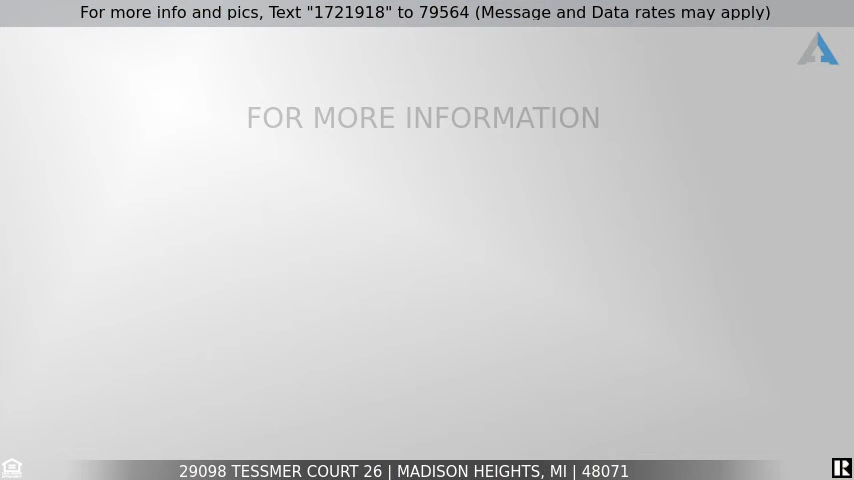 For more info and pics, Text "1721918" to 79564 (Message and Data rates may apply)
FOR MORE INFORMATION
29098 TESSMER COURT 26 | MADISON HEIGHTS, MI | 48071